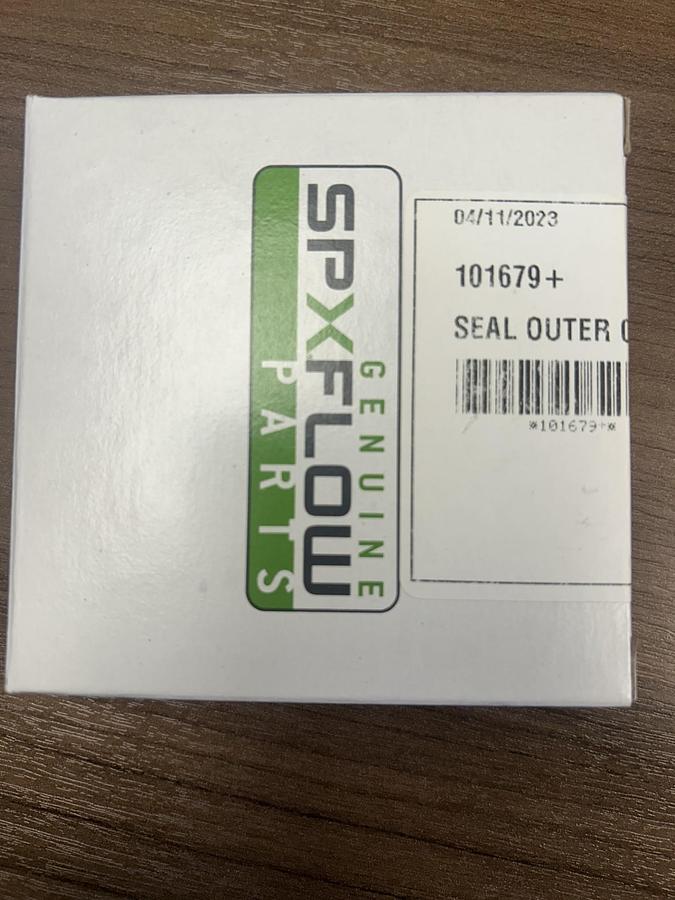 GENUINE
SPXFLOW
PARTS
04/11/2023
101679+
SEAL OUTER
*101679+*